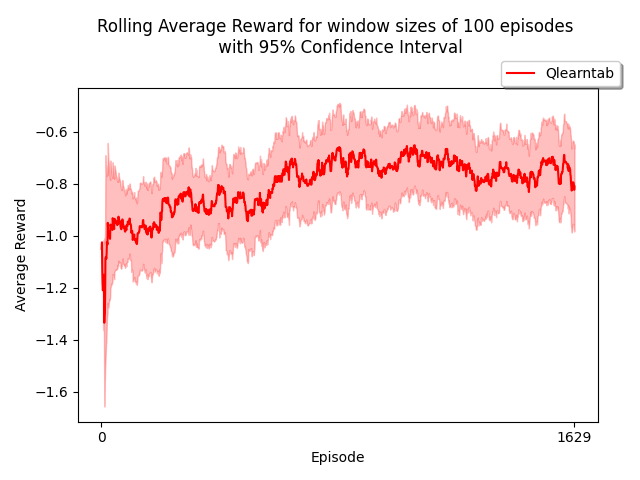 Rolling Average Reward for window sizes of 100 episodes
with 95% Confidence Interval
Qlearntab
−0.6
−0.8
−1.0
−1.2
−1.4
−1.6
Average Reward
0
1629
Episode